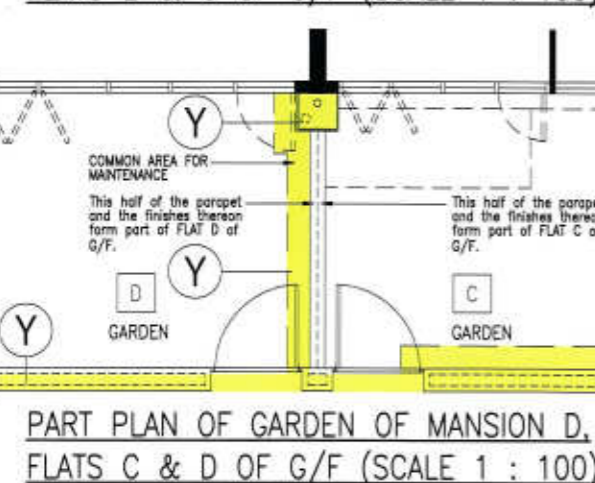 Y
COMMON AREA FOR
MAINTENANCE
This half of the parapet
and the finishes thereon
form part of FLAT D of
G/F.
This half of the
and the finishes
form part of FLAT C
G/F.
Y
D
C
Y
GARDEN
GARDEN
PART PLAN OF GARDEN OF MANSION D,
FLATS C & D OF G/F (SCALE 1 : 100)